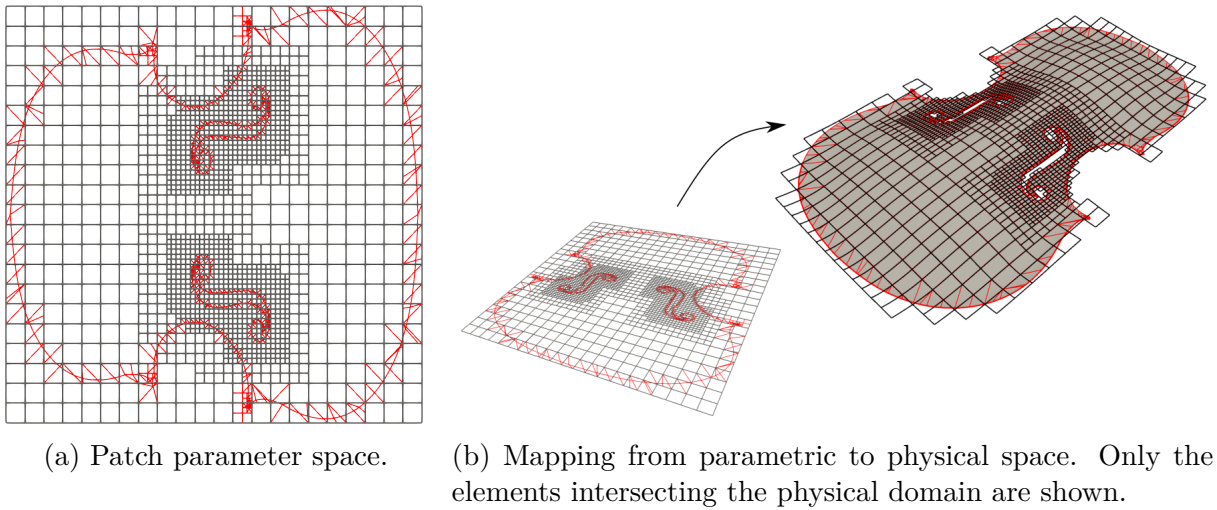 (a) Patch parameter space.
(b) Mapping from parametric to physical space. Only the
elements intersecting the physical domain are shown.